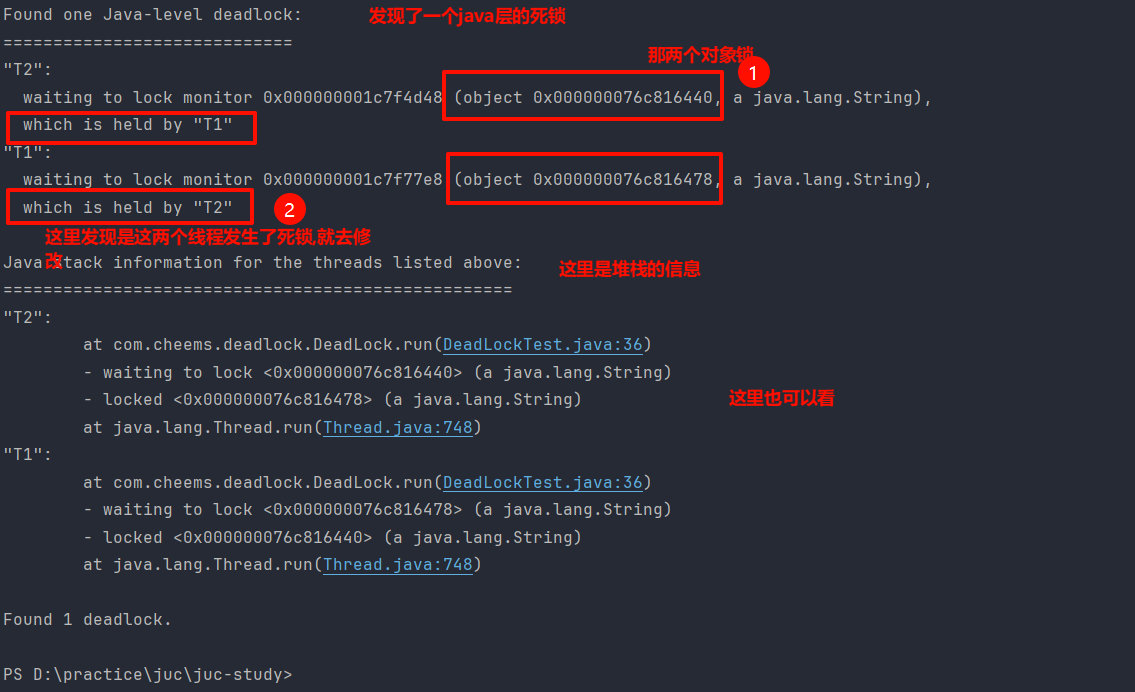 Found one Java-level deadlock: 发现了一个java层的死锁
=============================
那两个对象锁
"T2":
1
waiting to lock monitor 0x000000001c7f4d48 (object 0x000000076c816440, a java.lang.String),
which is held by "T1"
"T1":
waiting to lock monitor 0x000000001c7f77e8 (object 0x000000076c816478, a java.lang.String),
which is held by "T2"
2
这里发现是这两个线程发生了死锁,就去修
改
Java stack information for the threads listed above: 这里是堆栈的信息
===================================================
"T2":
at com.cheems.deadlock.DeadLock.run(DeadLockTest.java:36)
- waiting to lock <0x000000076c816440> (a java.lang.String)
- locked <0x000000076c816478> (a java.lang.String) 这里也可以看
at java.lang.Thread.run(Thread.java:748)
"T1":
at com.cheems.deadlock.DeadLock.run(DeadLockTest.java:36)
- waiting to lock <0x000000076c816478> (a java.lang.String)
- locked <0x000000076c816440> (a java.lang.String)
at java.lang.Thread.run(Thread.java:748)
Found 1 deadlock.
PS D:\practice\juc\juc-study>